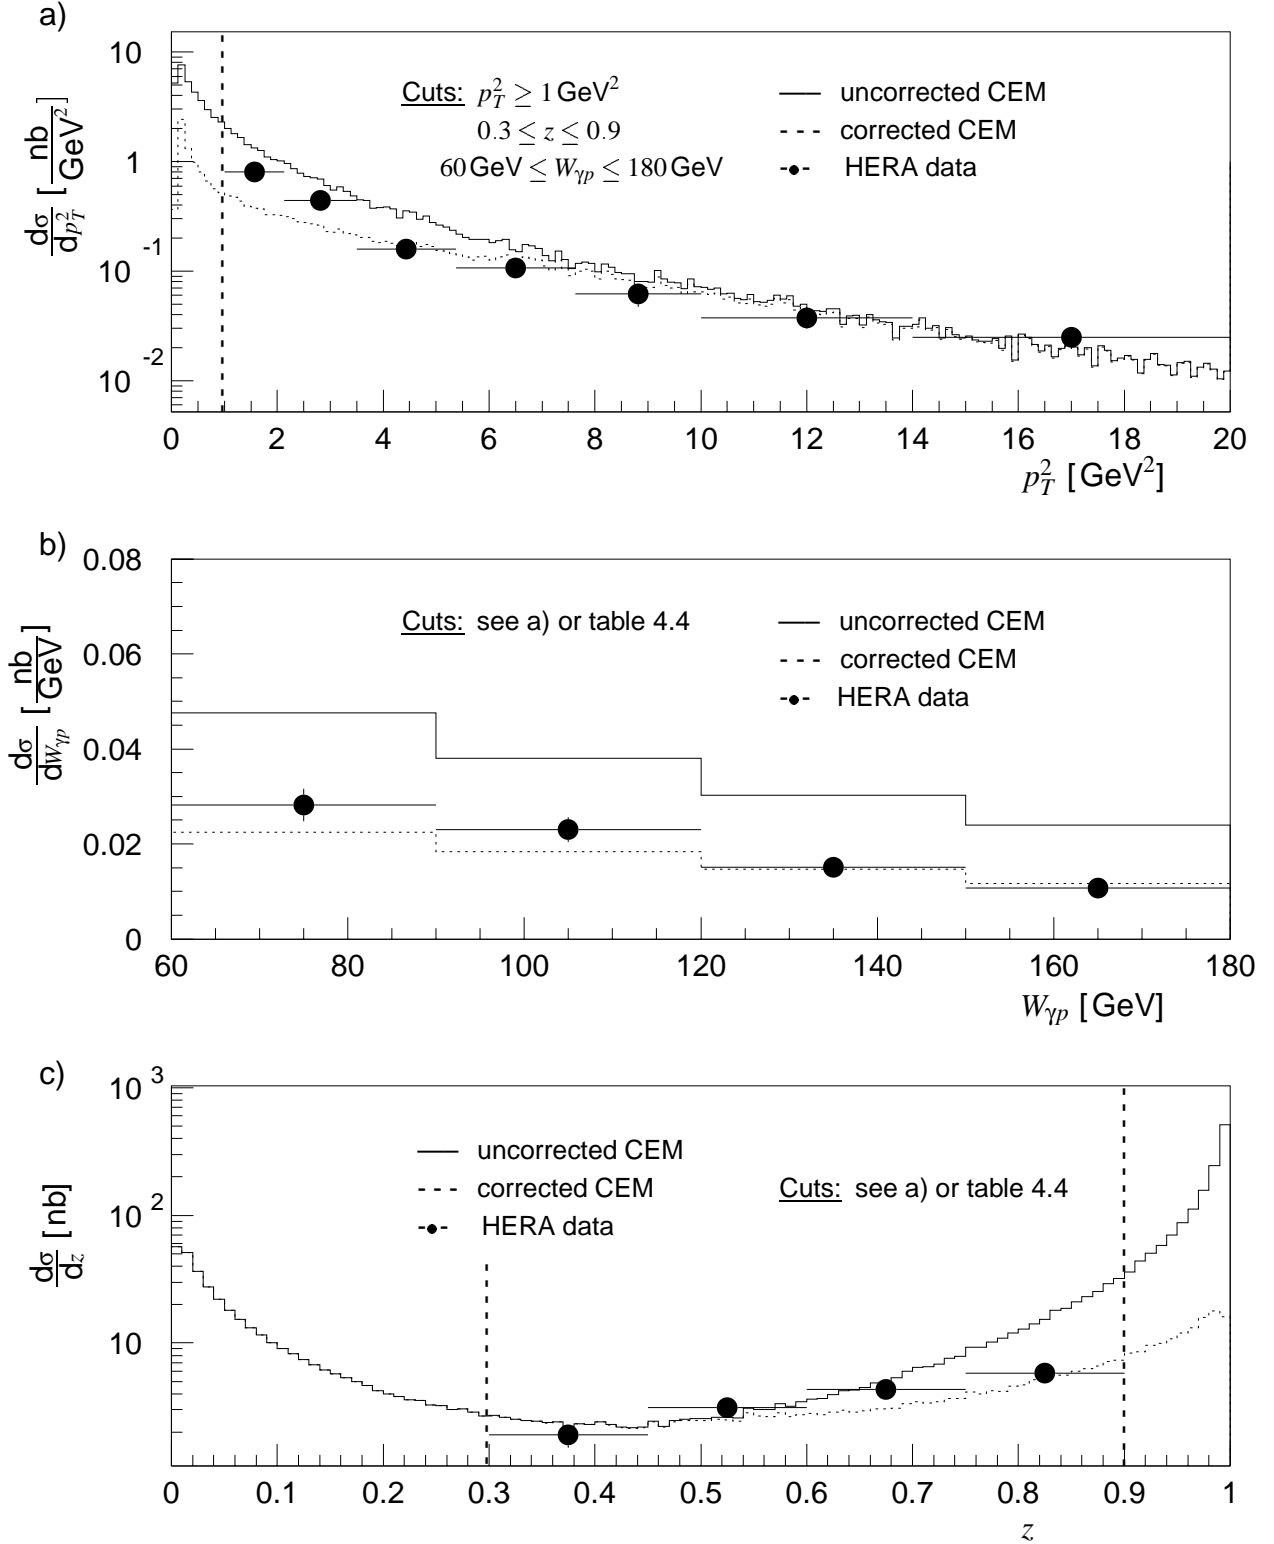 a)
dσ/dp_T^2 [nb/GeV^2]
10
1
10^-1
10^-2
Cuts: p_T^2 ≥ 1 GeV^2
0.3 ≤ z ≤ 0.9
60 GeV ≤ W_γp ≤ 180 GeV
uncorrected CEM
corrected CEM
HERA data
0 2 4 6 8 10 12 14 16 18 20
p_T^2 [GeV^2]
b)
dσ/dW_γp [nb/GeV]
0.08
0.06
0.04
0.02
0
Cuts: see a) or table 4.4
uncorrected CEM
corrected CEM
HERA data
60 80 100 120 140 160 180
W_γp [GeV]
c)
dσ/dz [nb]
10^3
10^2
10
uncorrected CEM
corrected CEM
HERA data
Cuts: see a) or table 4.4
0 0.1 0.2 0.3 0.4 0.5 0.6 0.7 0.8 0.9 1
z